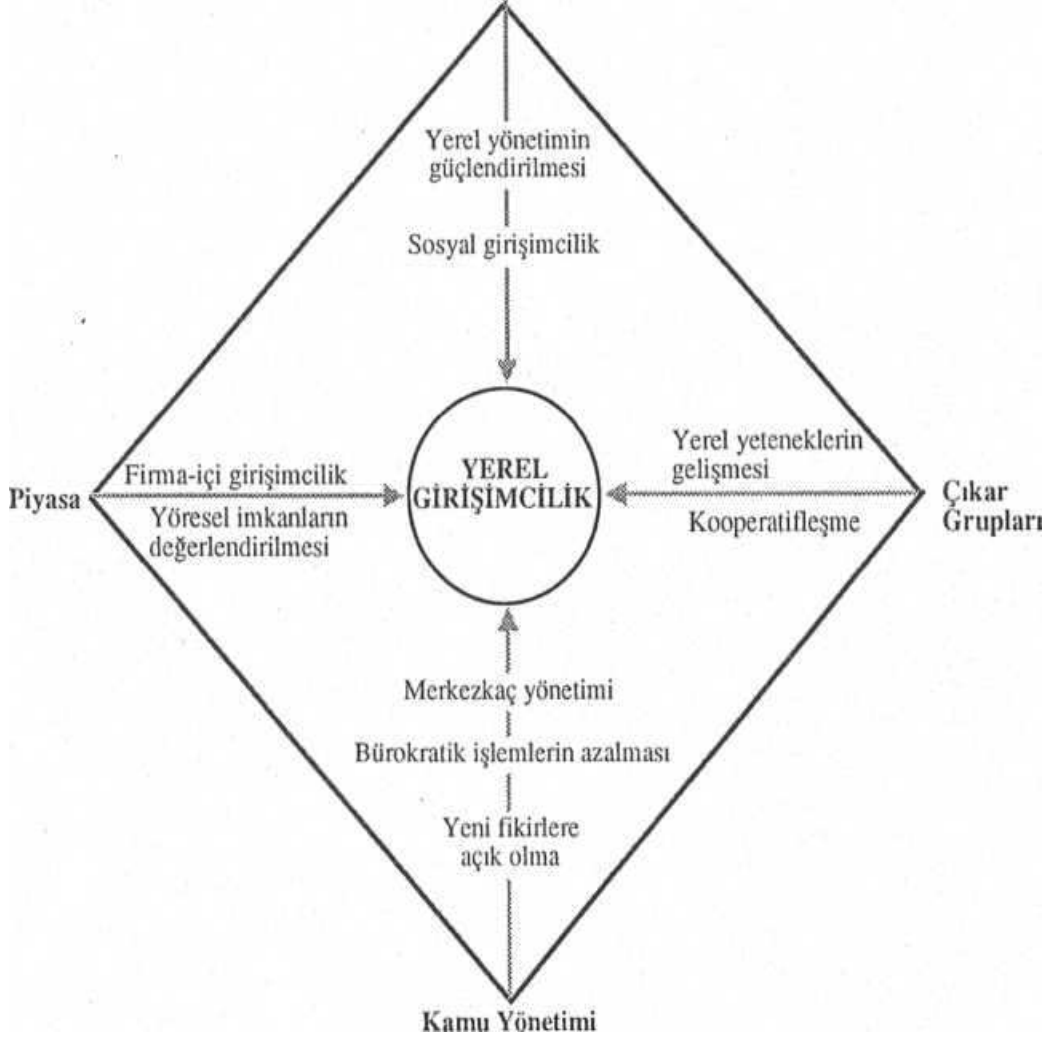 Yerel yönetimin
güçlendirilmesi
Sosyal girişimcilik
Piyasa
Firma-içi girişimcilik
Yöresel imkanların
değerlendirilmesi
YEREL
GİRİŞİMCİLİK
Yerel yeteneklerin
gelişmesi
Kooperatifleşme
Çıkar
Grupları
Merkezkaç yönetimi
Bürokratik işlemlerin azalması
Yeni fikirlere
açık olma
Kamu Yönetimi